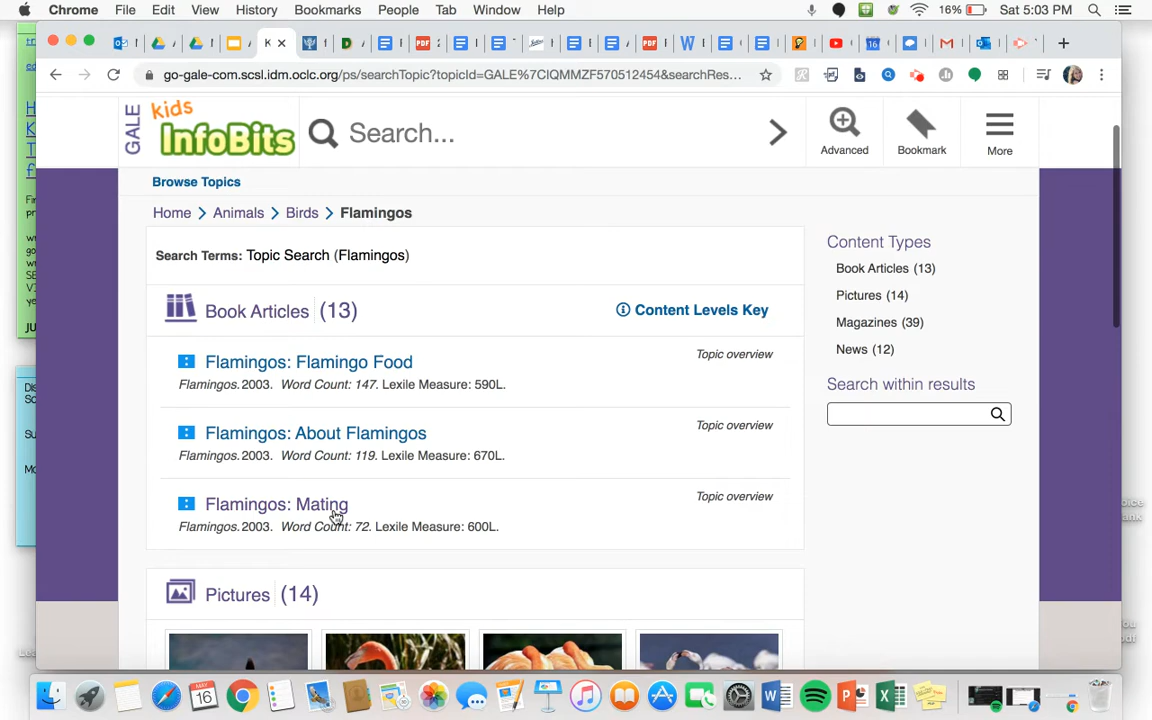 Chrome File Edit View History Bookmarks People Tab Window Help 16% Sat 5:03 PM
go-gale-com.scsl.idm.oclc.org/ps/searchTopic?topicId=GALE%7CIQMMZF570512454&searchRes...
GALE kids InfoBits Search... Advanced Bookmark More
Browse Topics
Home Animals Birds Flamingos
Search Terms: Topic Search (Flamingos)
Book Articles (13) Content Levels Key
Flamingos: Flamingo Food Topic overview
Flamingos. 2003. Word Count: 147. Lexile Measure: 590L.
Flamingos: About Flamingos Topic overview
Flamingos. 2003. Word Count: 119. Lexile Measure: 670L.
Flamingos: Mating Topic overview
Flamingos. 2003. Word Count: 72. Lexile Measure: 600L.
Pictures (14)
Content Types
Book Articles (13)
Pictures (14)
Magazines (39)
News (12)
Search within results
MAY
16